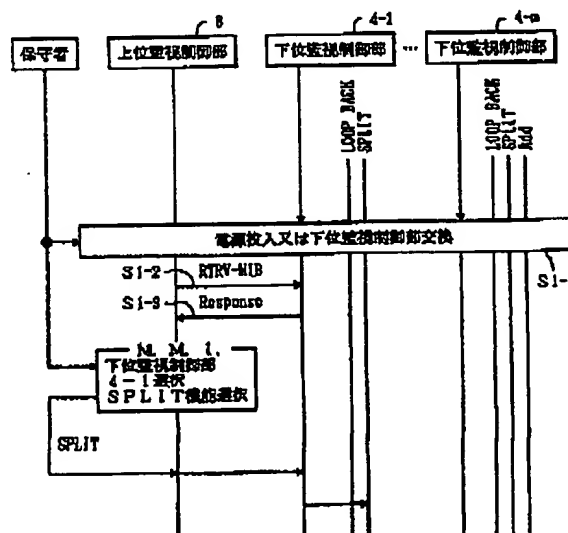 8
4-1
4-n
保守者
上位監視制御部
下位監視制御部
…
下位監視制御部
LOOP BACK
SPLIT
LOOP BACK
SPLIT
Add
電源投入又は下位監視制御部交換
S1-2
RTRV-MIB
S1-3
Response
S1-
M. M. I.
下位監視制御部
4-1選択
SPLIT機能選択
SPLIT